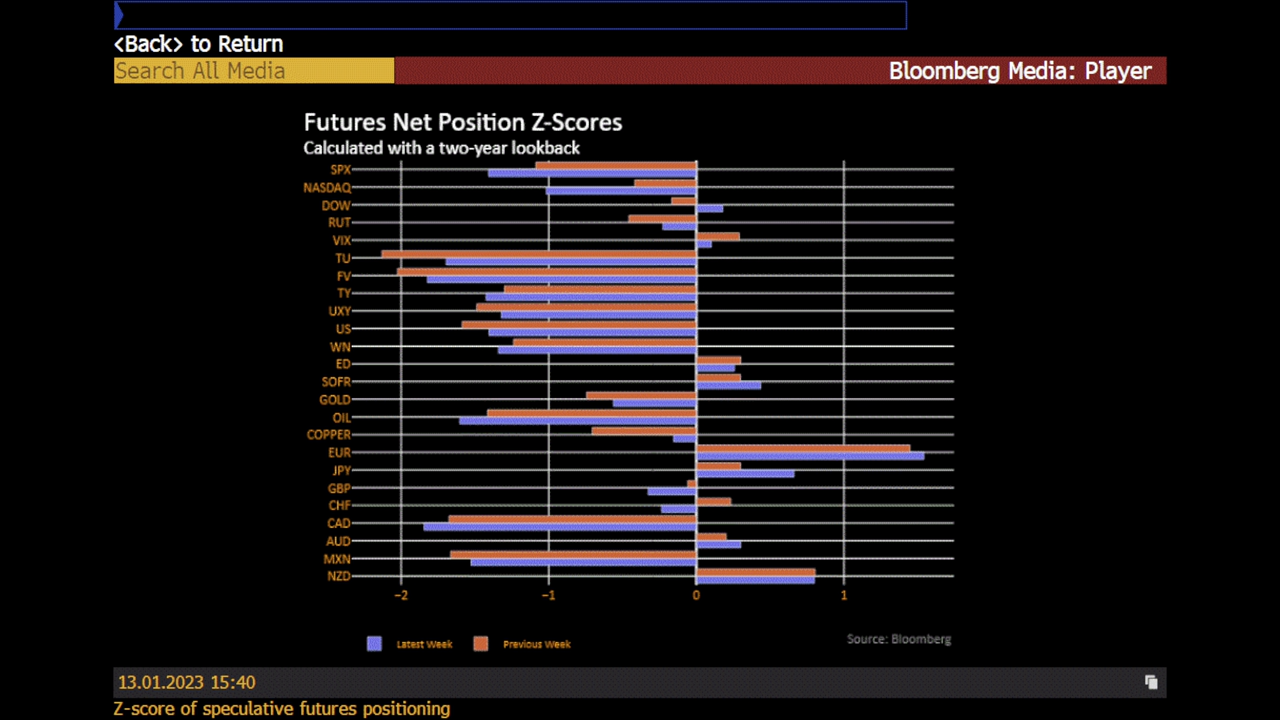 <Back> to Return
Search All Media
Bloomberg Media: Player
Futures Net Position Z-Scores
Calculated with a two-year lookback
SPX
NASDAQ
DOW
RUT
VIX
TU
FV
TY
UXY
US
WN
ED
SOFR
GOLD
OIL
COPPER
EUR
JPY
GBP
CHF
CAD
AUD
MXN
NZD
−2 −1 0 1
Latest Week Previous Week
Source: Bloomberg
13.01.2023 15:40
Z-score of speculative futures positioning